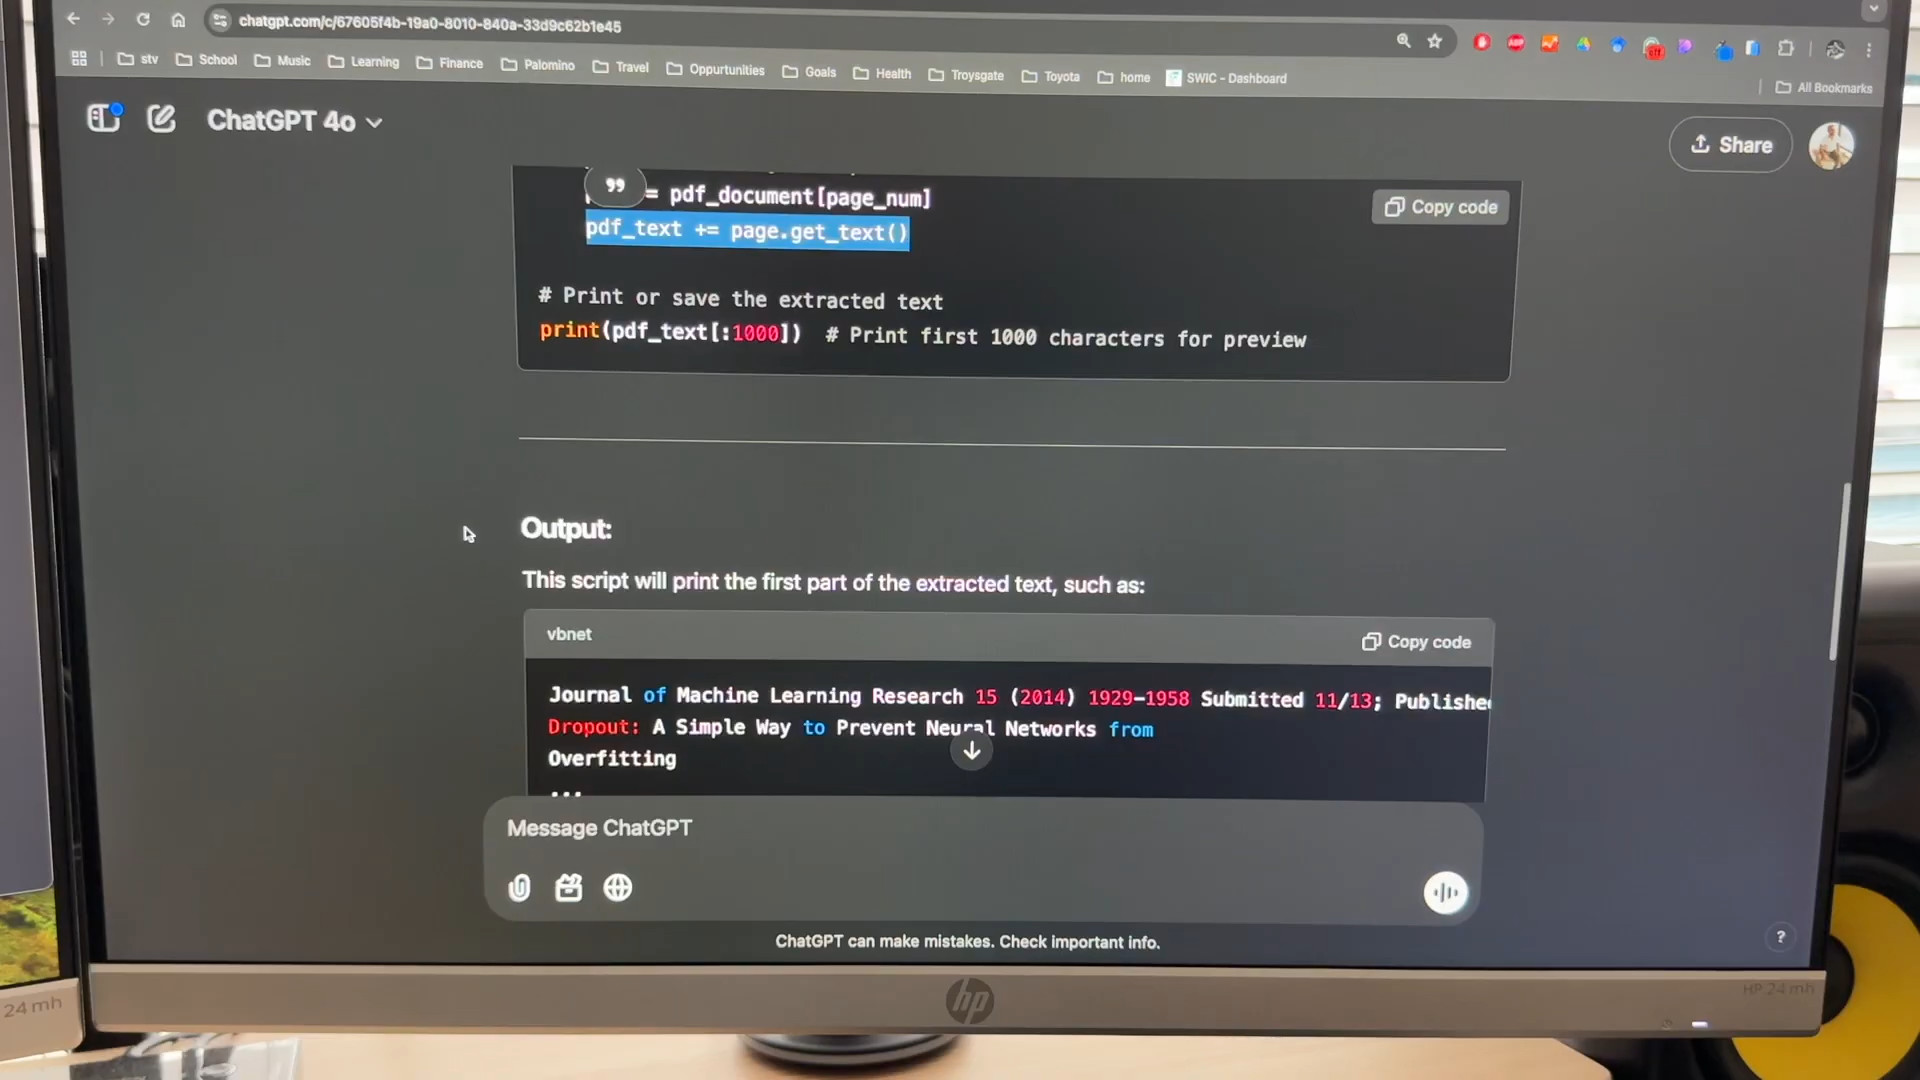 chatgpt.com/c/67605f4b-19a0-8010-840a-33d9c62b1e45
stv School Music Learning Finance Palomino Travel Oppurtunities Goals Health Troysgate Toyota home SWIC - Dashboard
All Bookmarks
ChatGPT 4o
Share
= pdf_document[page_num]
Copy code
pdf_text += page.get_text()
# Print or save the extracted text
print(pdf_text[:1000]) # Print first 1000 characters for preview
Output:
This script will print the first part of the extracted text, such as:
vbnet
Copy code
Journal of Machine Learning Research 15 (2014) 1929-1958 Submitted 11/13; Publishe
Dropout: A Simple Way to Prevent Neural Networks from
Overfitting
...
Message ChatGPT
ChatGPT can make mistakes. Check important info.
?
hp
HP 24mh
24mh